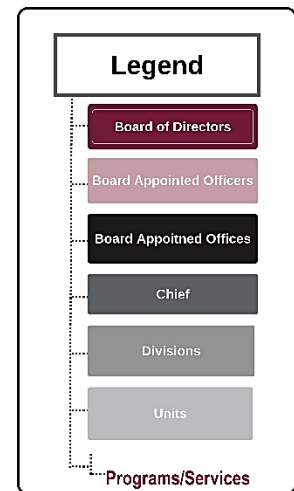 Legend
Board of Directors
Board Appointed Officers
Board Appoitned Offices
Chief
Divisions
Units
Programs/Services